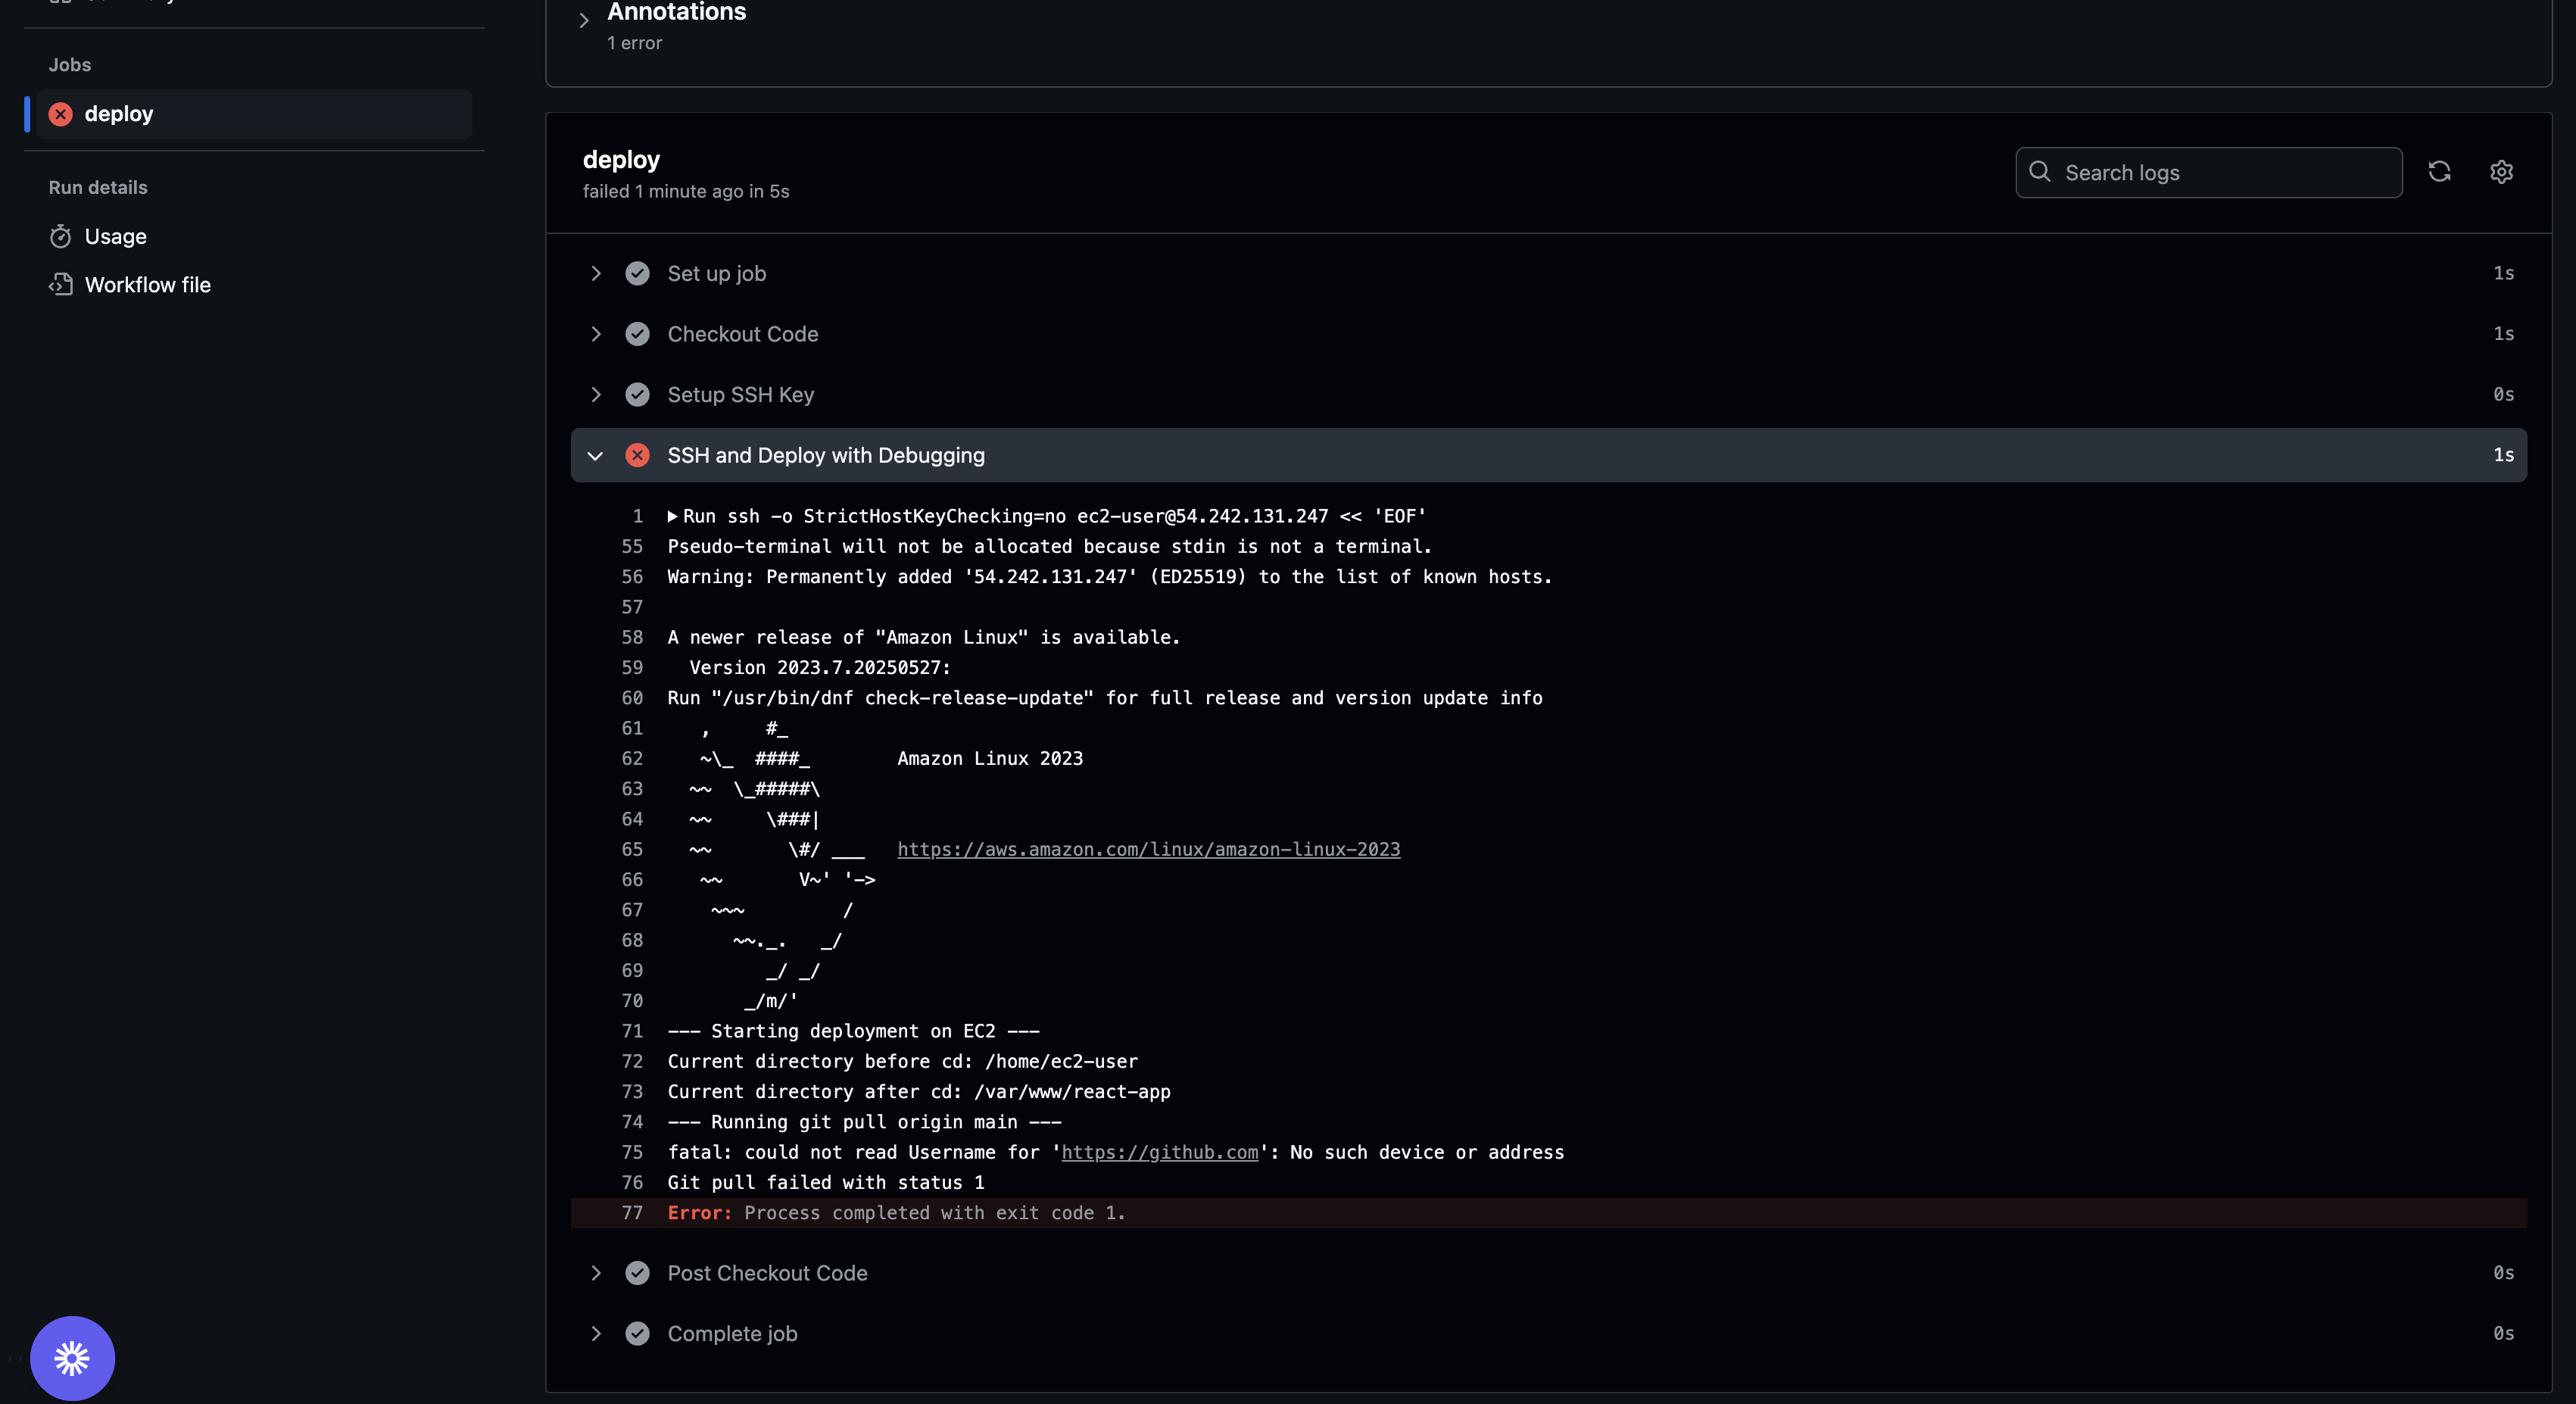 Annotations
1 error
Jobs
deploy
Run details
Usage
Workflow file
deploy
failed 1 minute ago in 5s
Search logs
Set up job 1s
Checkout Code 1s
Setup SSH Key 0s
SSH and Deploy with Debugging 1s
1 ▶Run ssh -o StrictHostKeyChecking=no ec2-user@54.242.131.247 << 'EOF'
55 Pseudo-terminal will not be allocated because stdin is not a terminal.
56 Warning: Permanently added '54.242.131.247' (ED25519) to the list of known hosts.
57
58 A newer release of "Amazon Linux" is available.
59   Version 2023.7.20250527:
60 Run "/usr/bin/dnf check-release-update" for full release and version update info
61    ,     #_
62    ~\_  ####_        Amazon Linux 2023
63   ~~  \_#####\
64   ~~     \###|
65   ~~       \#/ ___   https://aws.amazon.com/linux/amazon-linux-2023
66    ~~       V~' '->
67     ~~~         /
68       ~~._.   _/
69          _/ _/
70        _/m/'
71 --- Starting deployment on EC2 ---
72 Current directory before cd: /home/ec2-user
73 Current directory after cd: /var/www/react-app
74 --- Running git pull origin main ---
75 fatal: could not read Username for 'https://github.com': No such device or address
76 Git pull failed with status 1
77 Error: Process completed with exit code 1.
Post Checkout Code 0s
Complete job 0s